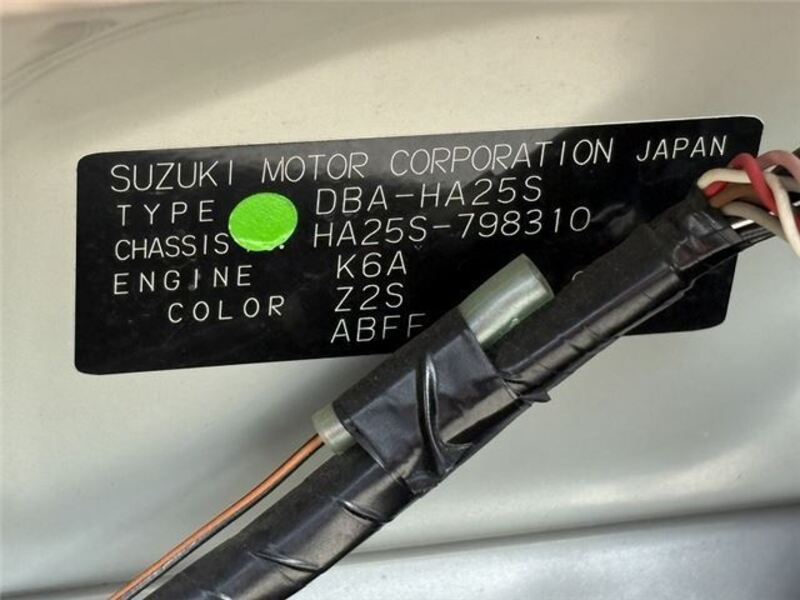 SUZUKI MOTOR CORPORATION JAPAN
TYPE DBA-HA25S
CHASSIS HA25S-798310
ENGINE K6A
COLOR Z2S
ABFF